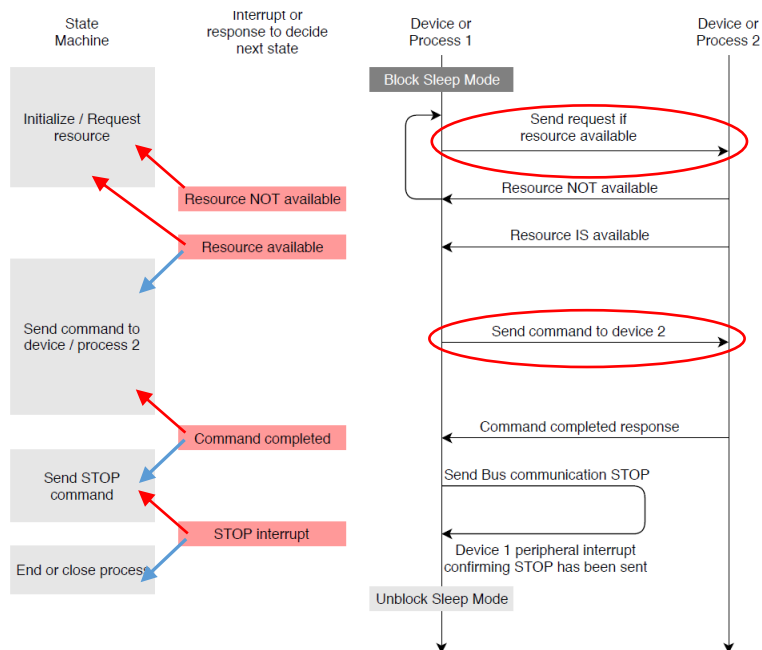 State
Machine
Interrupt or
response to decide
next state
Device or
Process 1
Device or
Process 2
Block Sleep Mode
Initialize / Request
resource
Send request if
resource available
Resource NOT available
Resource NOT available
Resource available
Resource IS available
Send command to
device / process 2
Send command to device 2
Command completed
Command completed response
Send STOP
command
Send Bus communication STOP
STOP interrupt
Device 1 peripheral interrupt
confirming STOP has been sent
End or close process
Unblock Sleep Mode